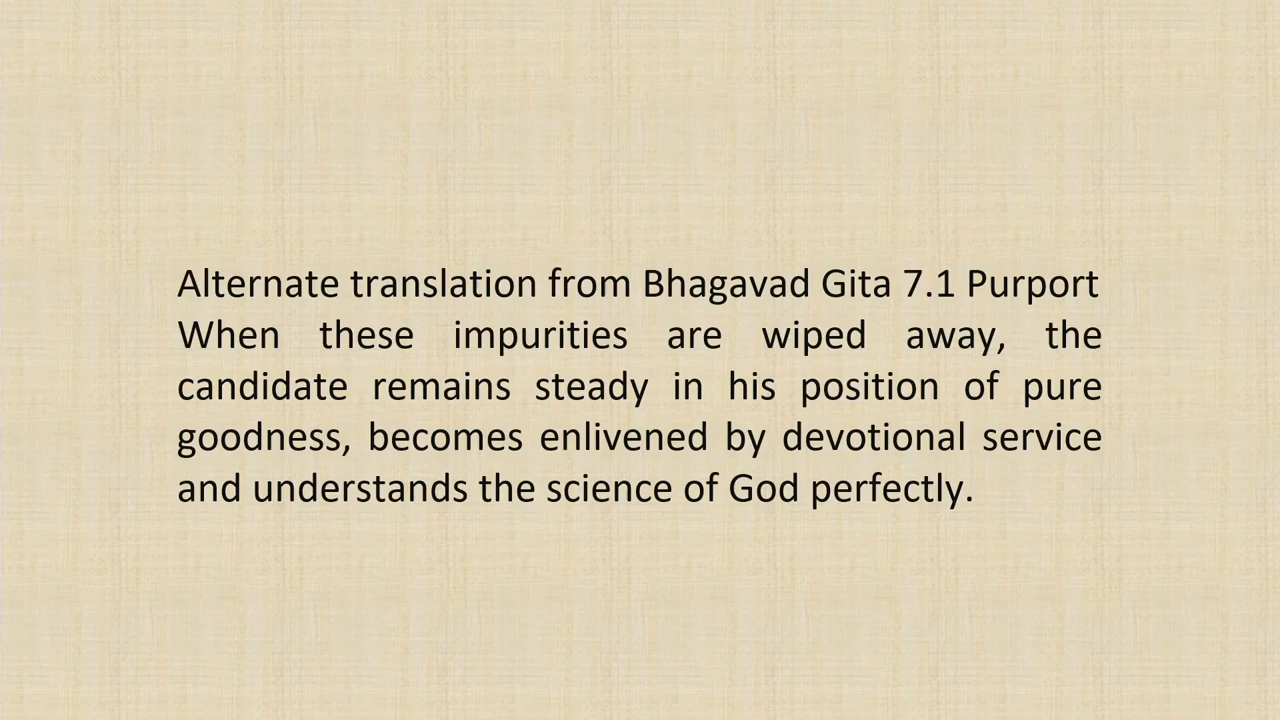 Alternate translation from Bhagavad Gita 7.1 Purport
When these impurities are wiped away, the
candidate remains steady in his position of pure
goodness, becomes enlivened by devotional service
and understands the science of God perfectly.